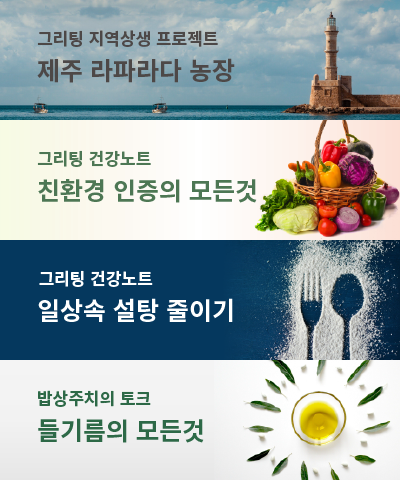 그리팅 지역상생 프로젝트
제주 라파라다 농장
그리팅 건강노트
친환경 인증의 모든것
그리팅 건강노트
일상속 설탕 줄이기
밥상주치의 토크
들기름의 모든것